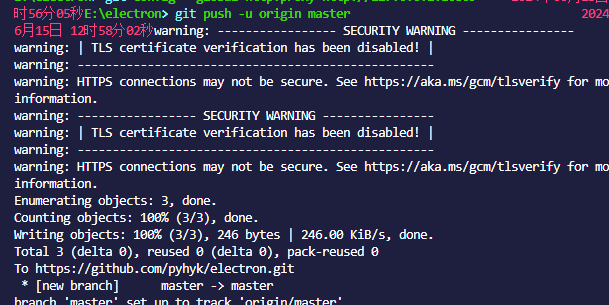 时56分05秒E:\electron> git push -u origin master 2024
6月15日 12时58分02秒warning: ----------------- SECURITY WARNING ----------------
warning: | TLS certificate verification has been disabled! |
warning: ---------------------------------------------------
warning: HTTPS connections may not be secure. See https://aka.ms/gcm/tlsverify for mo
information.
warning: ----------------- SECURITY WARNING ----------------
warning: | TLS certificate verification has been disabled! |
warning: ---------------------------------------------------
warning: HTTPS connections may not be secure. See https://aka.ms/gcm/tlsverify for mo
information.
Enumerating objects: 3, done.
Counting objects: 100% (3/3), done.
Writing objects: 100% (3/3), 246 bytes | 246.00 KiB/s, done.
Total 3 (delta 0), reused 0 (delta 0), pack-reused 0
To https://github.com/pyhyk/electron.git
 * [new branch]      master -> master
branch 'master' set up to track 'origin/master'